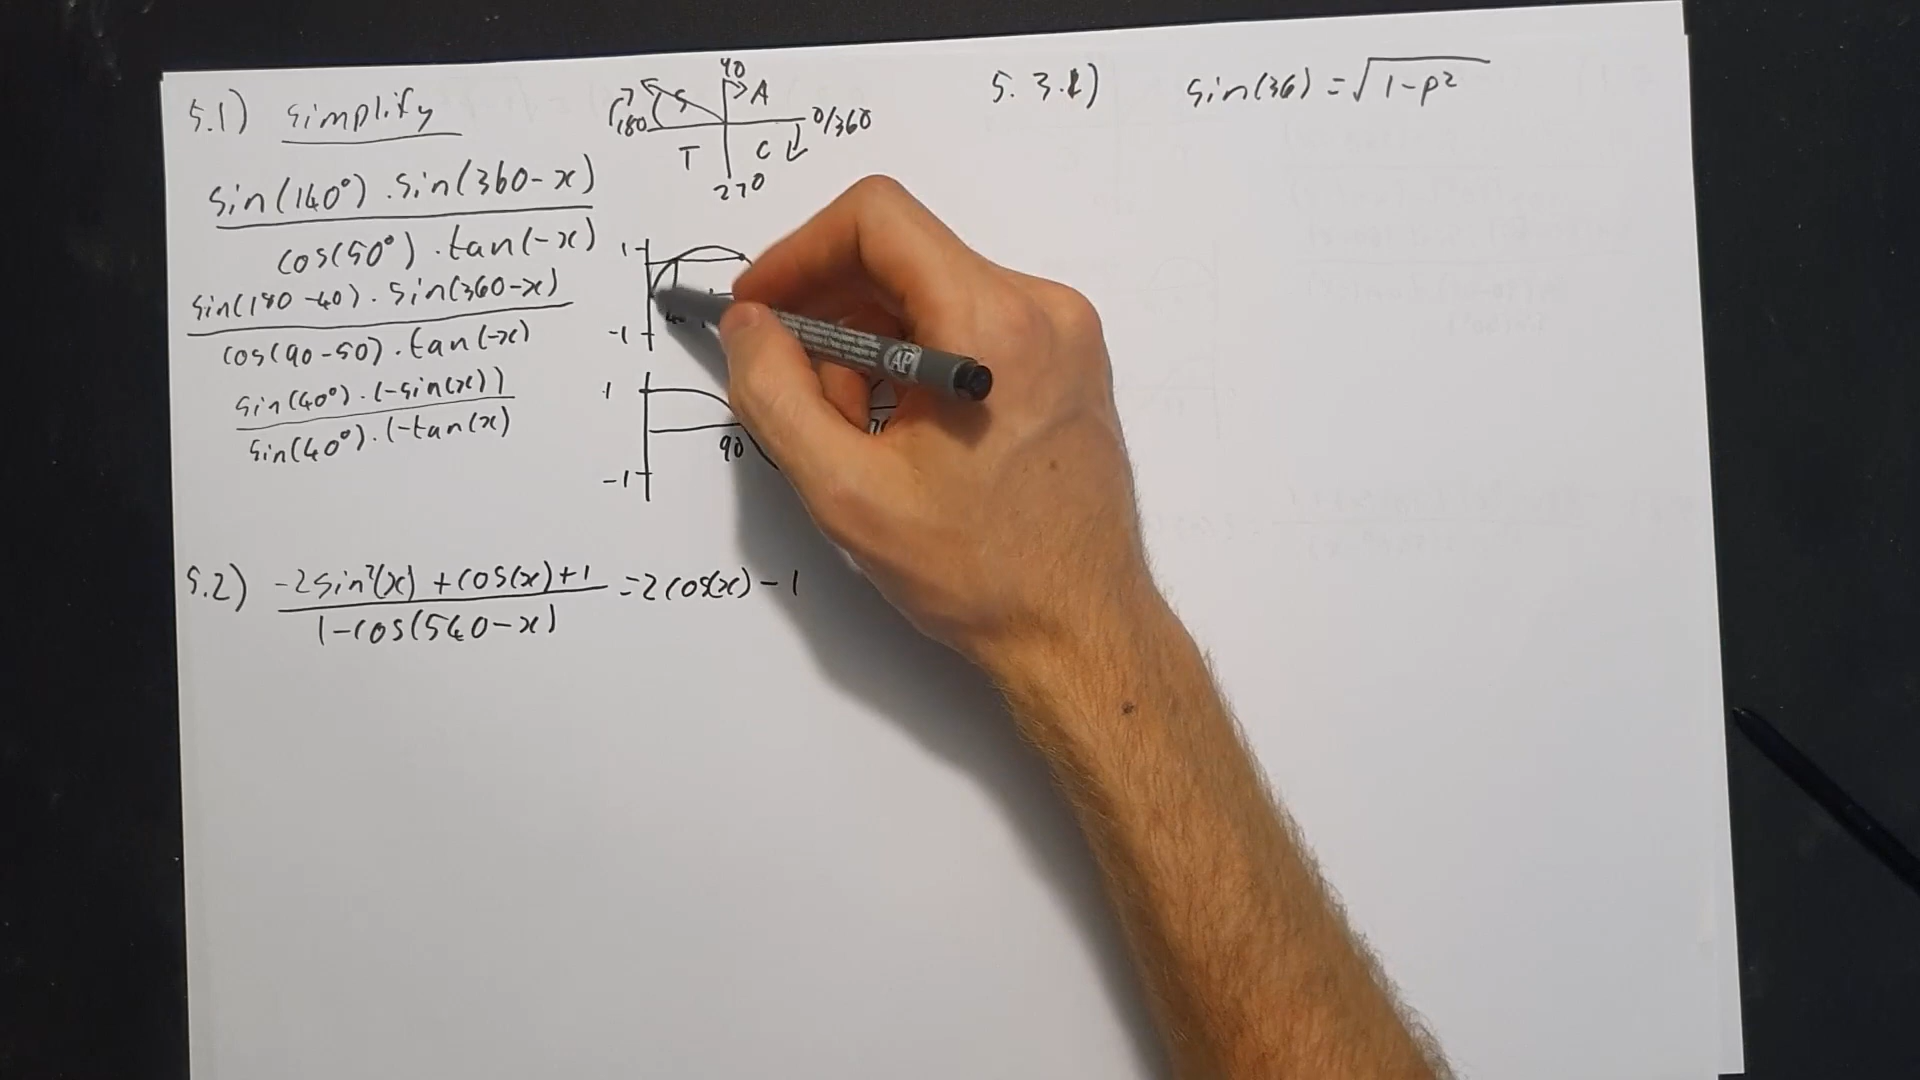 5.1) simplify
sin(140°) . sin(360-x)
cos(50°) . tan(-x)
sin(180-40) . sin(360-x)
cos(90-50) . tan(-x)
sin(40°) . (-sin(x))
sin(40°) . (-tan(x)
90
S A
180 0/360
T C
270
1
-1
1
90
-1
5.2) -2sin²(x) + cos(x) + 1 = 2cos(x) - 1
1-cos(540-x)
5.3.1) sin(36) = √1-p²
AP